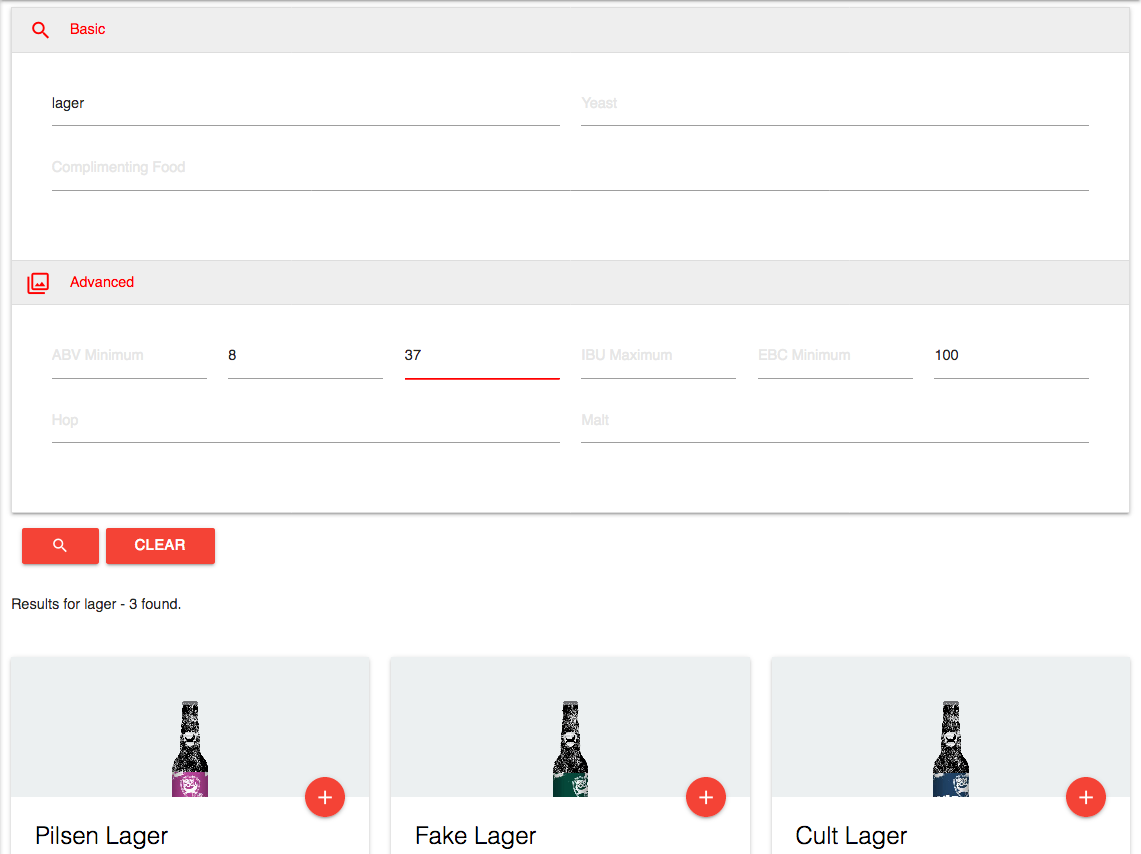 Basic
lager Yeast
Complimenting Food
Advanced
ABV Minimum 8 37 IBU Maximum EBC Minimum 100
Hop Malt
CLEAR
Results for lager - 3 found.
Pilsen Lager Fake Lager Cult Lager